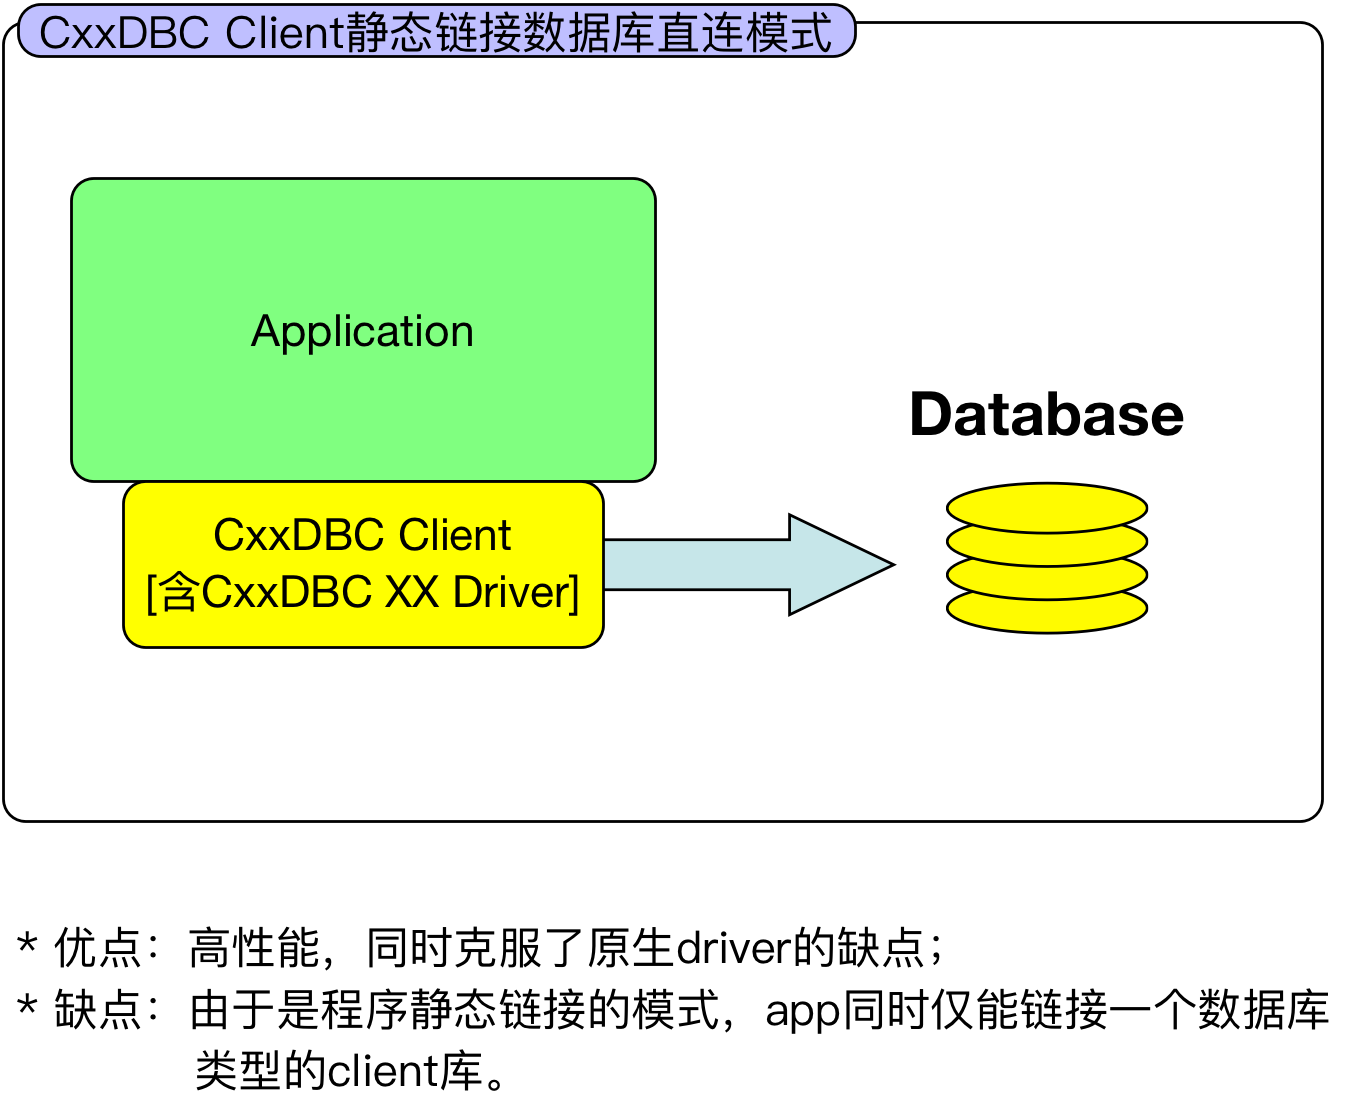 CxxDBC Client静态链接数据库直连模式
Application
Database
CxxDBC Client
[含CxxDBC XX Driver]
* 优点：高性能，同时克服了原生driver的缺点；
* 缺点：由于是程序静态链接的模式，app同时仅能链接一个数据库
类型的client库。